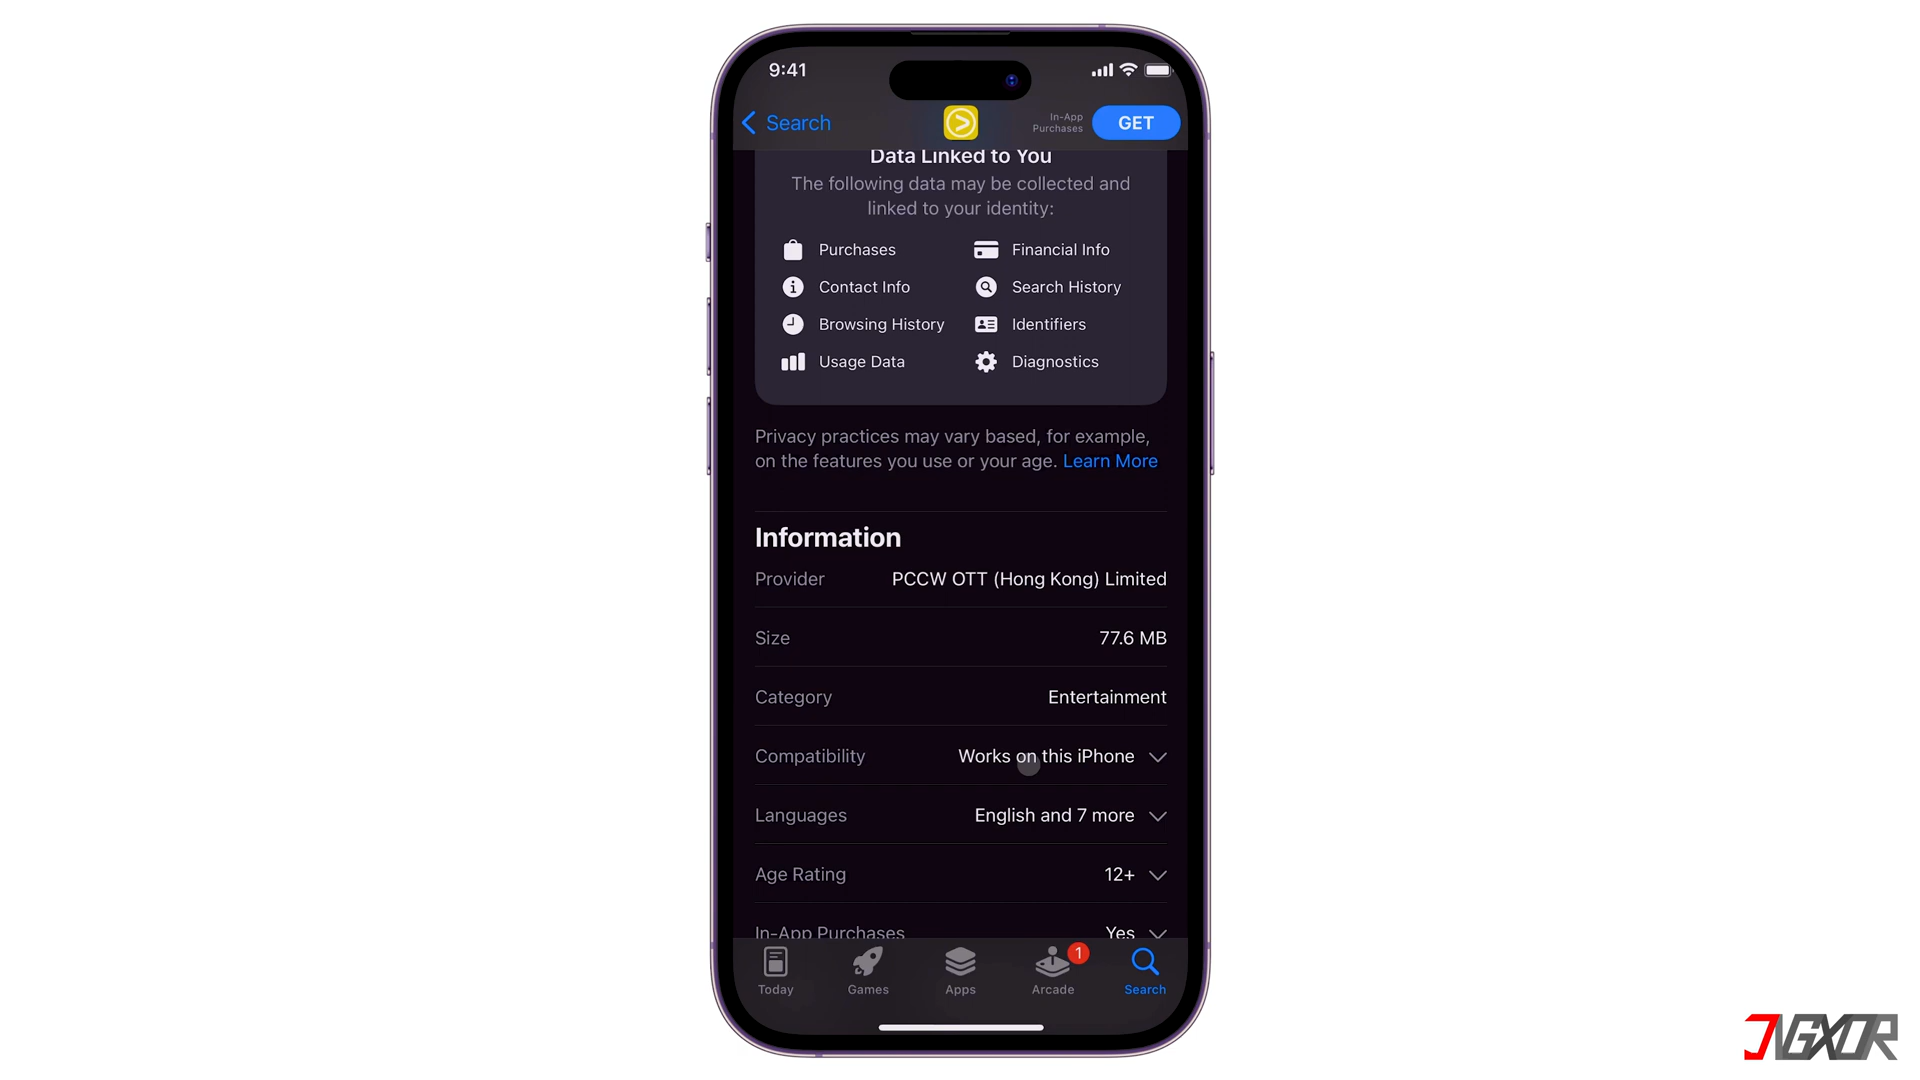 9:41
Search
In-App
Purchases
GET
Data Linked to You
The following data may be collected and
linked to your identity:
Purchases
Financial Info
Contact Info
Search History
Browsing History
Identifiers
Usage Data
Diagnostics
Privacy practices may vary based, for example,
on the features you use or your age. Learn More
Information
Provider PCCW OTT (Hong Kong) Limited
Size 77.6 MB
Category Entertainment
Compatibility Works on this iPhone
Languages English and 7 more
Age Rating 12+
In-App Purchases Yes
1
Today
Games
Apps
Arcade
Search
JIGXOR